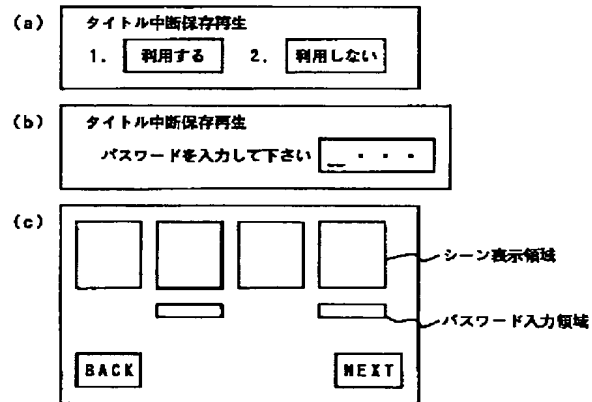 (a) タイトル中断保存再生
1. 利用する 2. 利用しない
(b) タイトル中断保存再生
パスワードを入力して下さい _ ・ ・ ・
(c)
シーン表示領域
パスワード入力領域
BACK NEXT